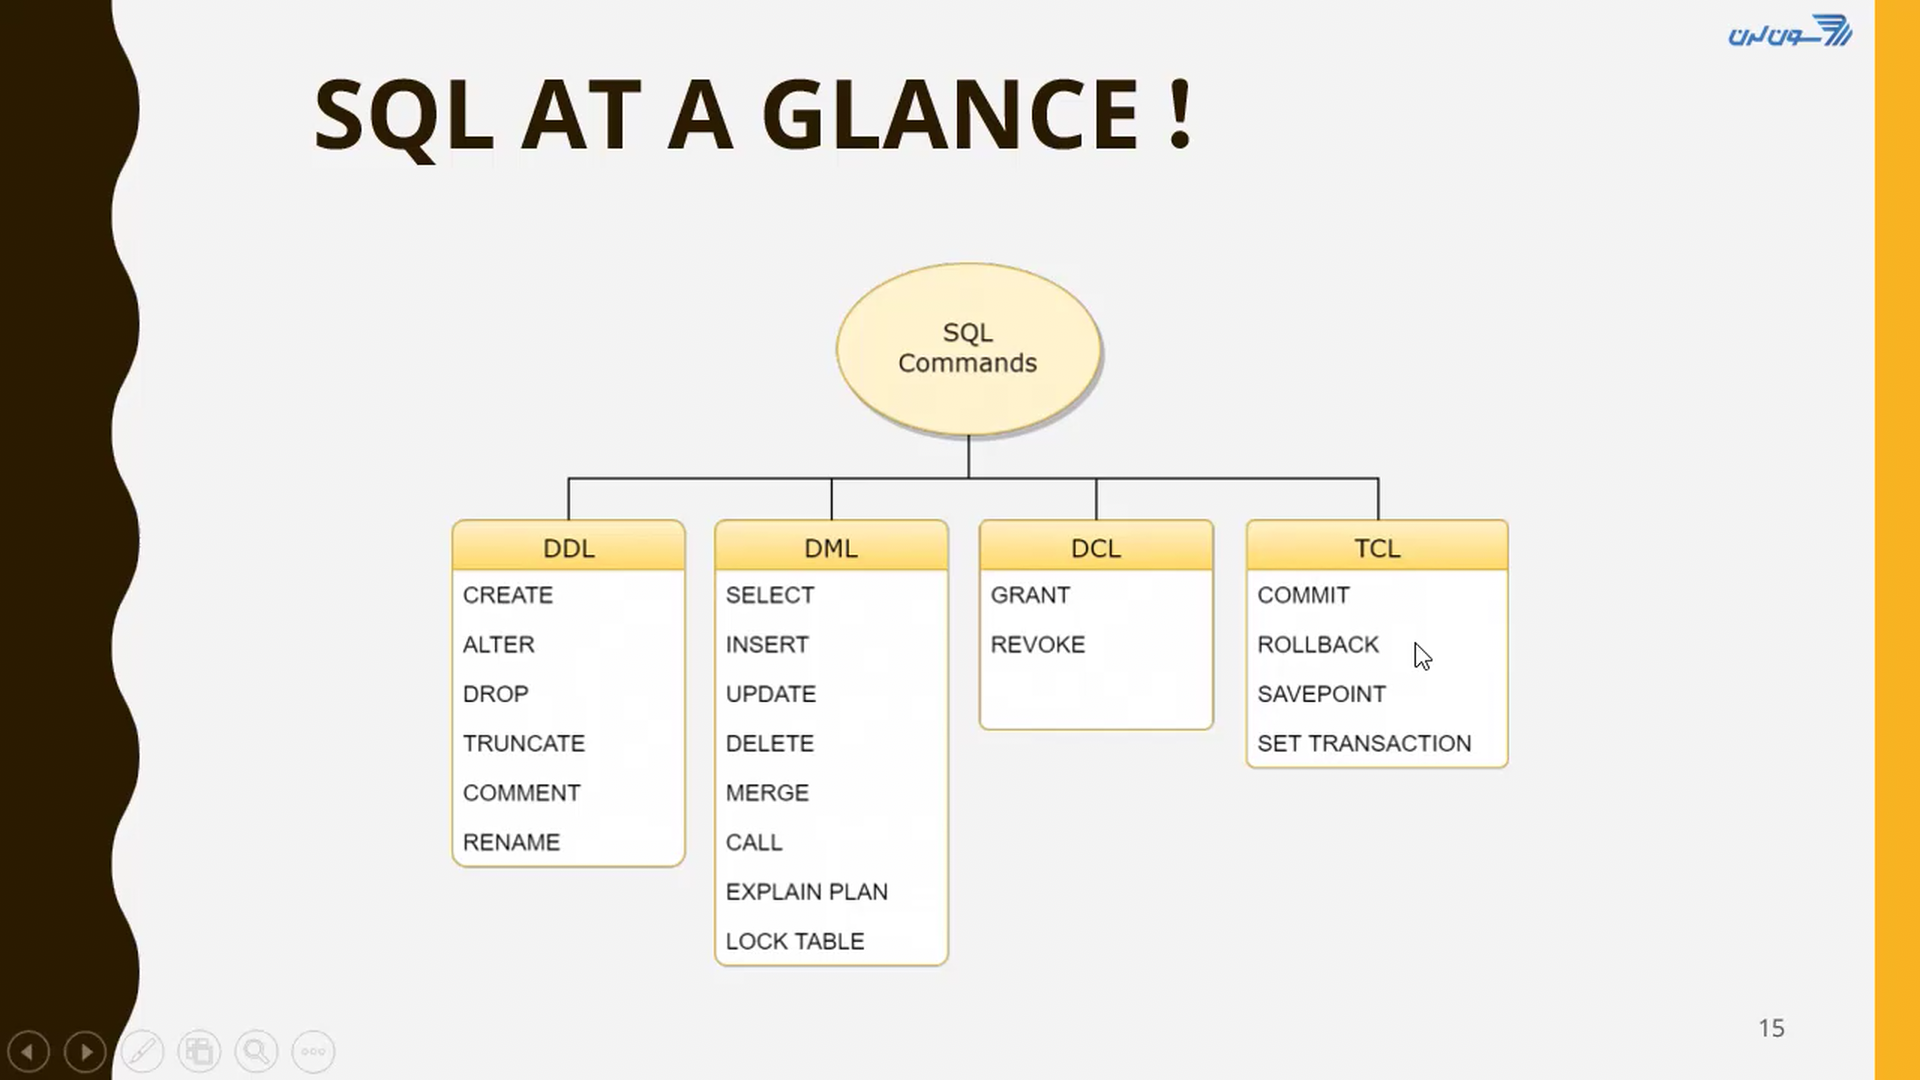 سون لرن
SQL AT A GLANCE !
SQL
Commands
DDL
CREATE
ALTER
DROP
TRUNCATE
COMMENT
RENAME
DML
SELECT
INSERT
UPDATE
DELETE
MERGE
CALL
EXPLAIN PLAN
LOCK TABLE
DCL
GRANT
REVOKE
TCL
COMMIT
ROLLBACK
SAVEPOINT
SET TRANSACTION
15